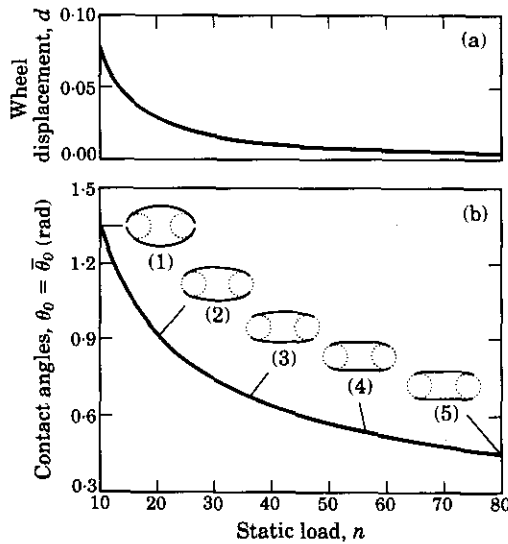 0·10
0·05
0·00
Wheel
displacement, d
(a)
1·5
1·2
0·9
0·6
0·3
Contact angles, θ₀ = θ̄₀ (rad)
(b)
(1)
(2)
(3)
(4)
(5)
10 20 30 40 50 60 70 80
Static load, n